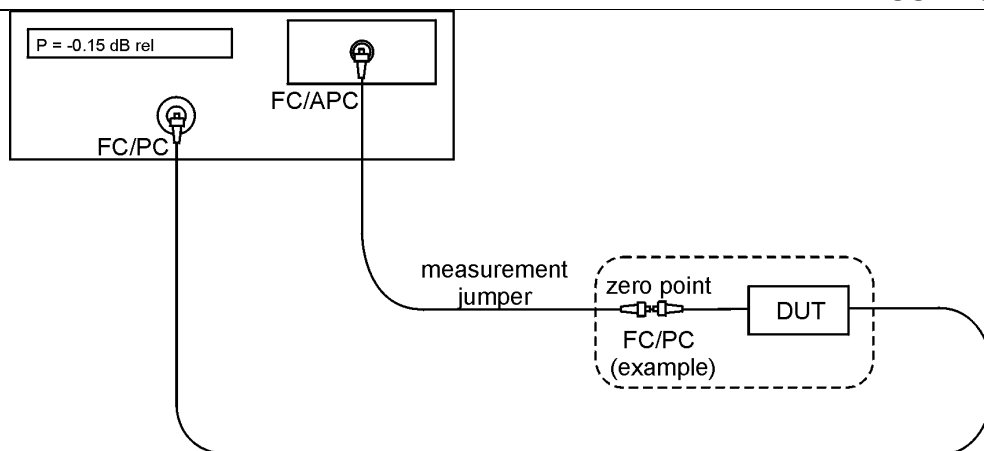 P = -0.15 dB rel
FC/APC
FC/PC
measurement
jumper
zero point
FC/PC
(example)
DUT